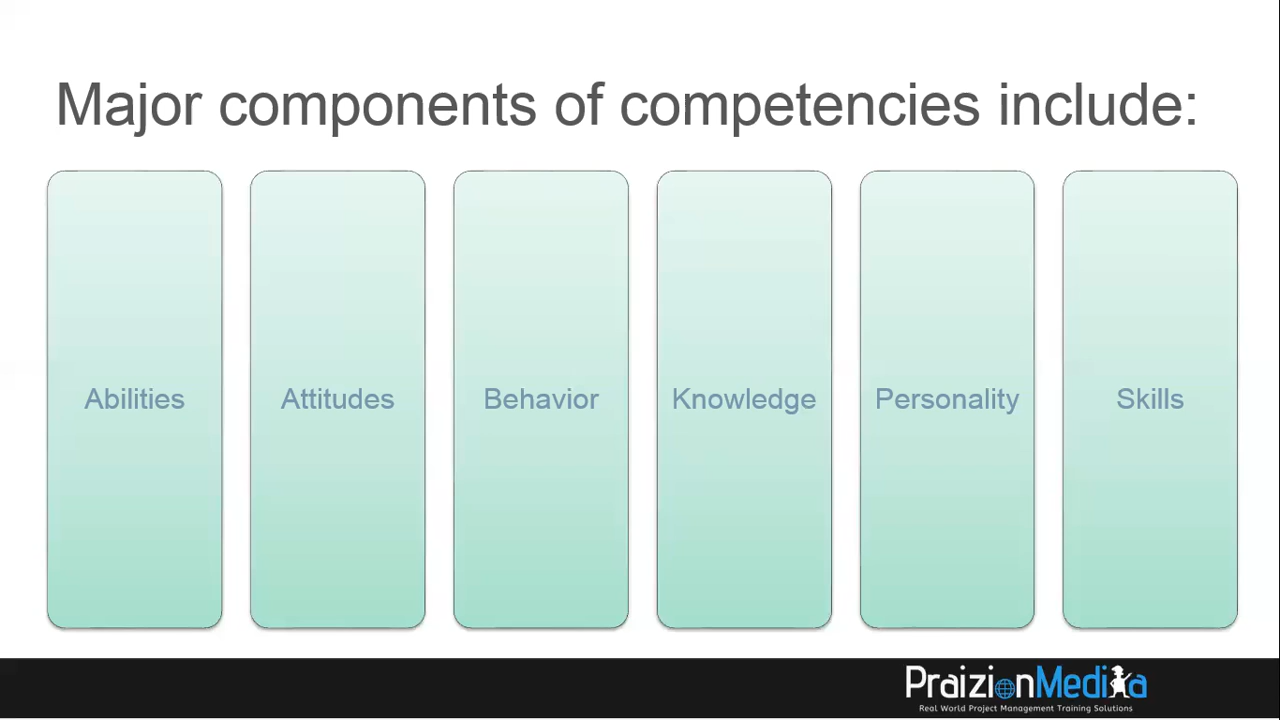 Major components of competencies include:
Abilities
Attitudes
Behavior
Knowledge
Personality
Skills
PraizionMedia
Real World Project Management Training Solutions